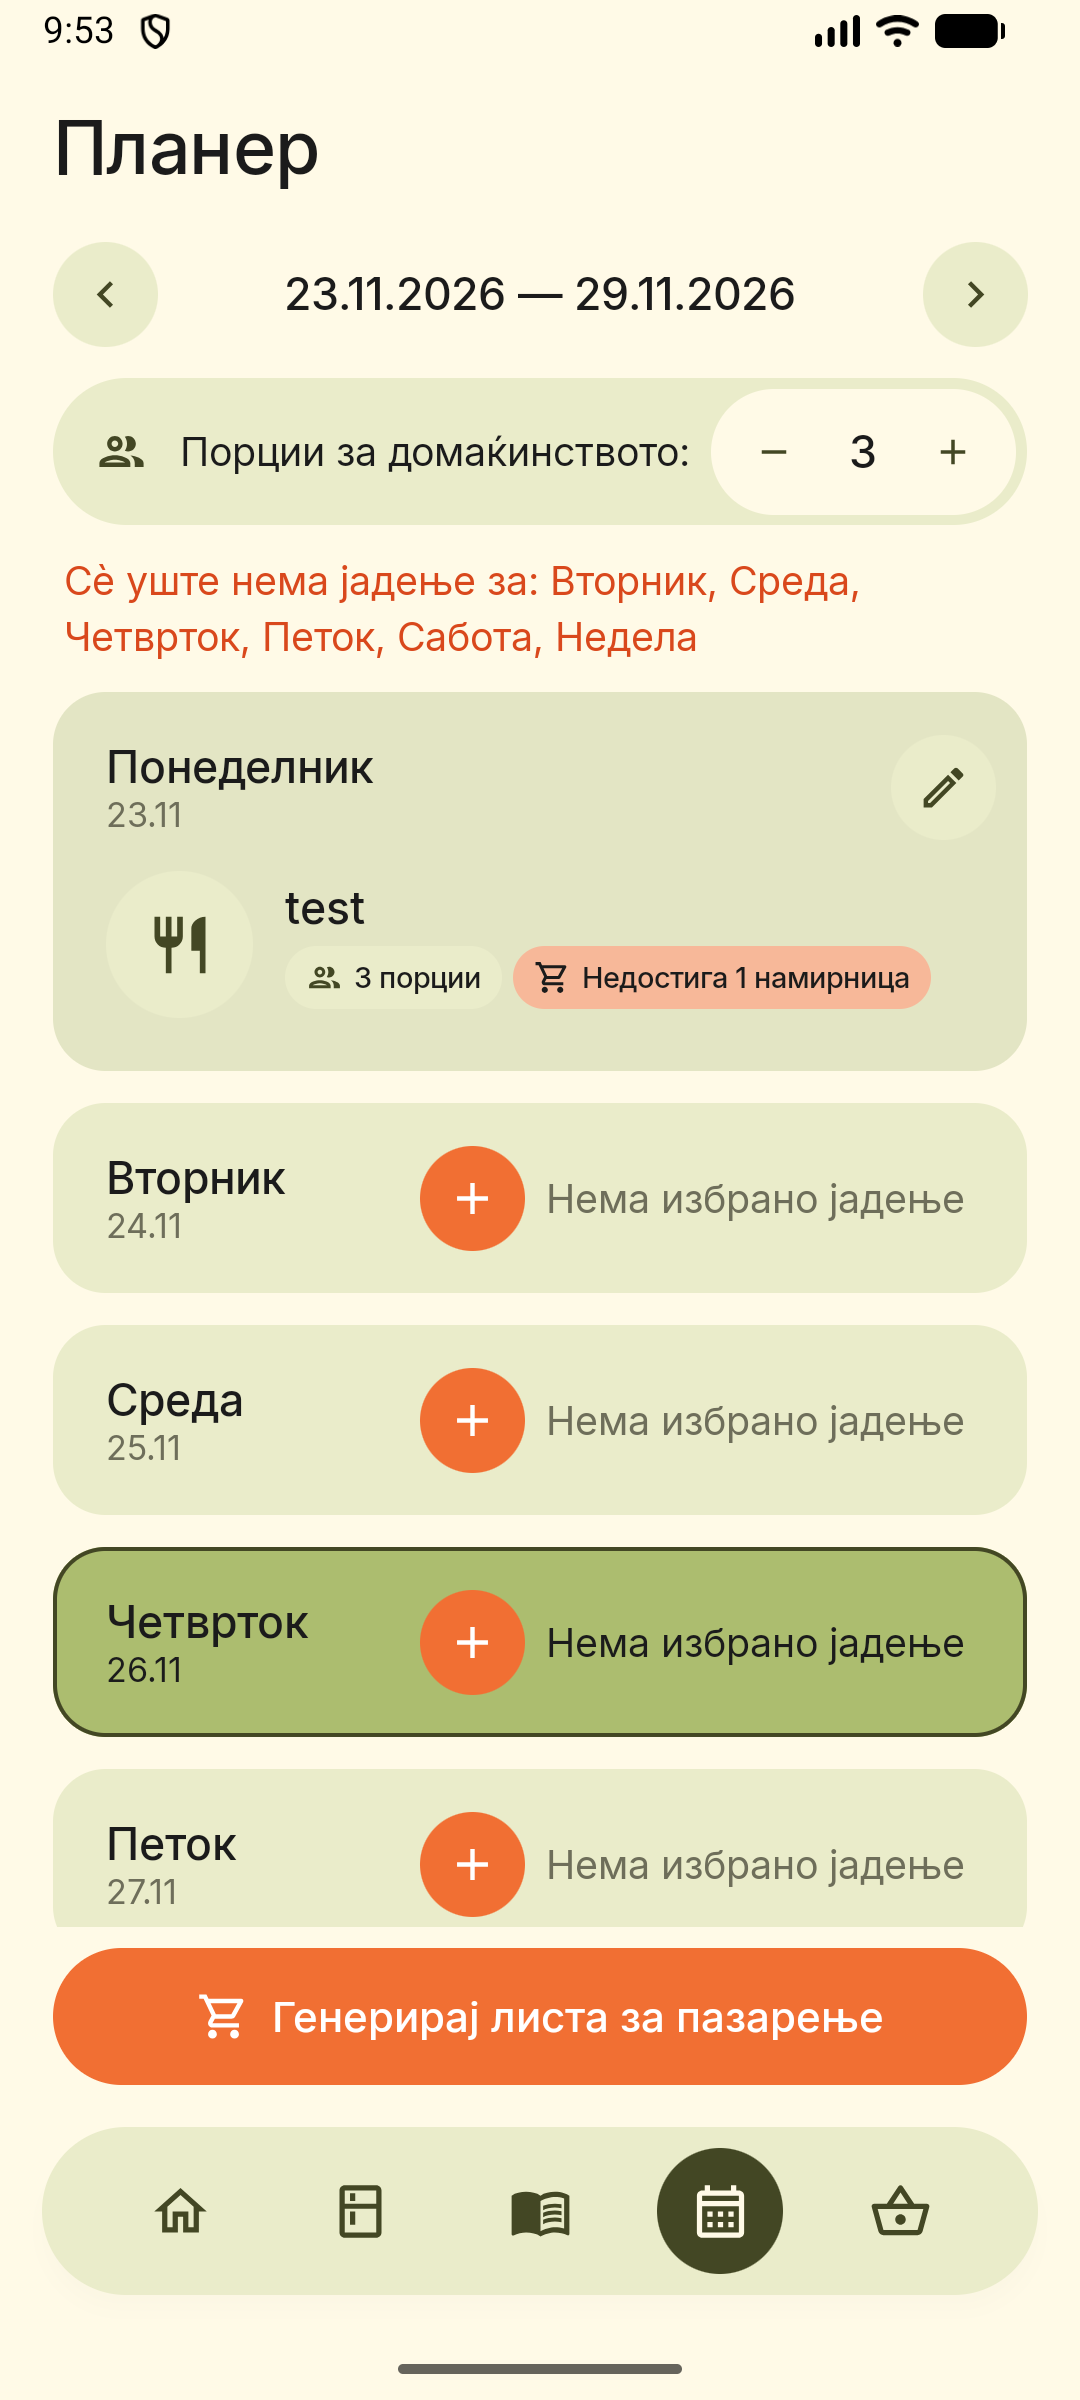 9:53
Планер
23.11.2026 — 29.11.2026
Порции за домаќинството:
3
Сѐ уште нема јадење за: Вторник, Среда,
Четврток, Петок, Сабота, Недела
Понеделник
23.11
test
3 порции
Недостига 1 намирница
Вторник
24.11
Нема избрано јадење
Среда
25.11
Нема избрано јадење
Четврток
26.11
Нема избрано јадење
Петок
27.11
Нема избрано јадење
Генерирај листа за пазарење